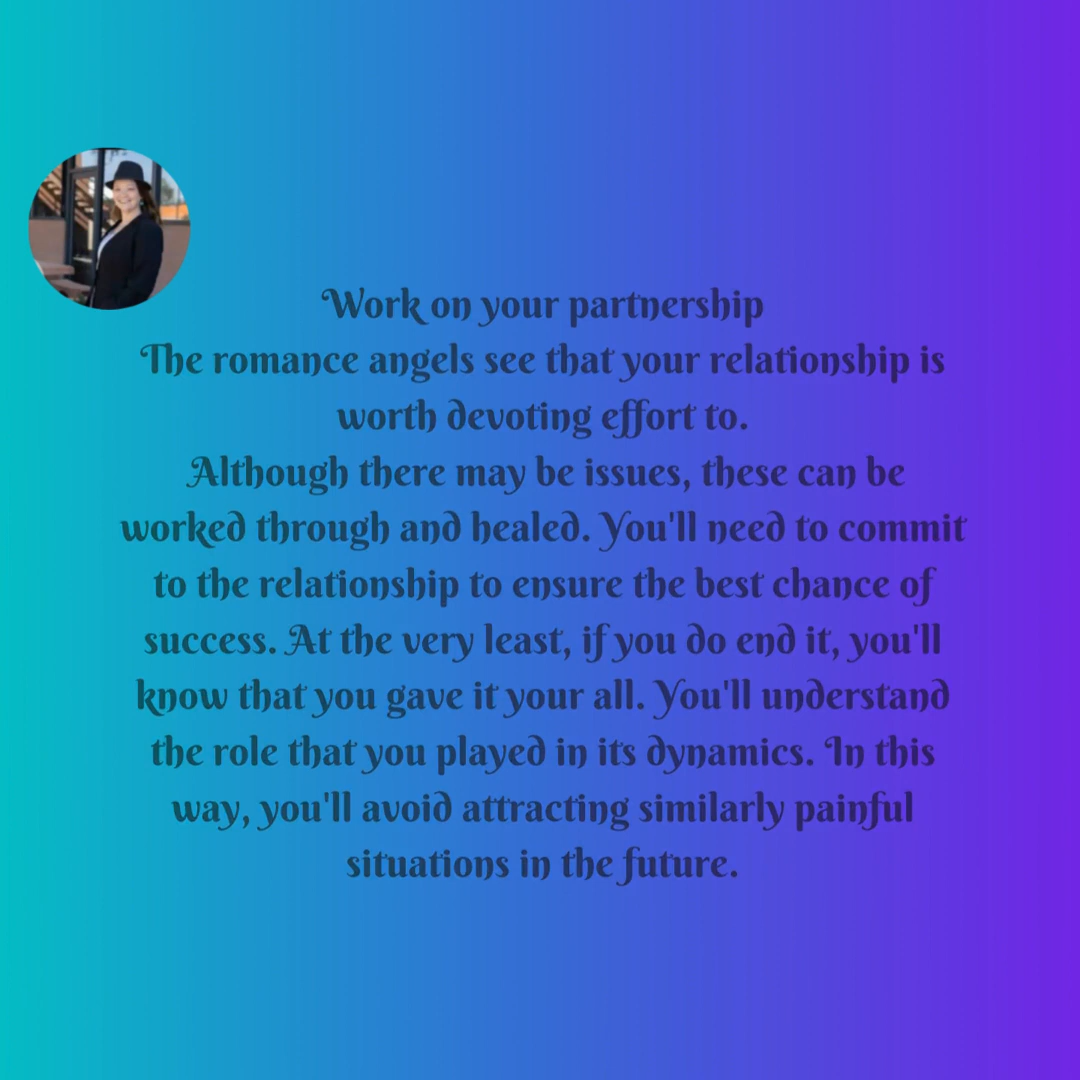 Work on your partnership
The romance angels see that your relationship is
worth devoting effort to.
Although there may be issues, these can be
worked through and healed. You'll need to commit
to the relationship to ensure the best chance of
success. At the very least, if you do end it, you'll
know that you gave it your all. You'll understand
the role that you played in its dynamics. In this
way, you'll avoid attracting similarly painful
situations in the future.